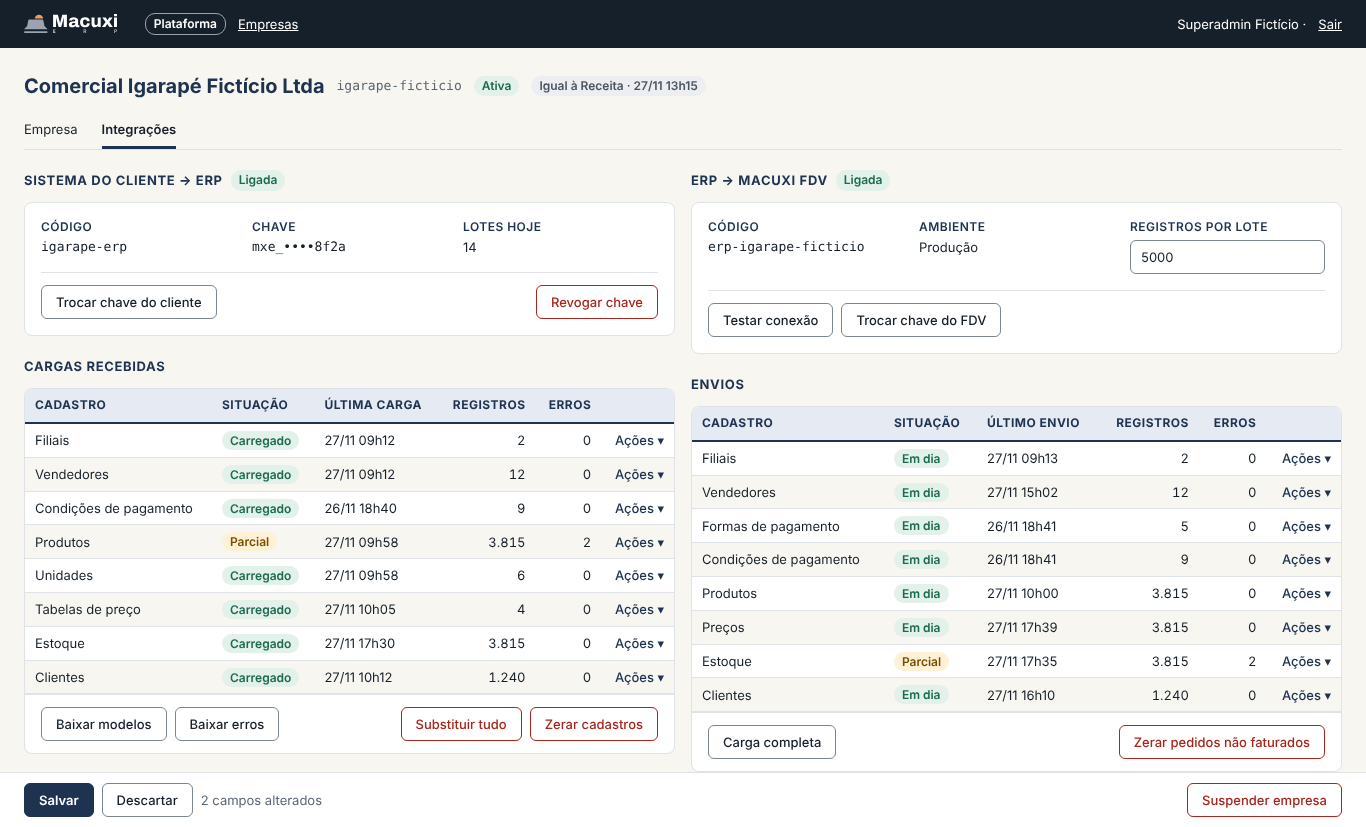 Macuxi
E R P
Plataforma
Empresas
Superadmin Fictício ·
Sair
Comercial Igarapé Fictício Ltda
igarape-ficticio
Ativa
Igual à Receita · 27/11 13h15
Empresa
Integrações
SISTEMA DO CLIENTE → ERP
Ligada
CÓDIGO CHAVE LOTES HOJE
igarape-erp mxe_••••8f2a 14
Trocar chave do cliente
Revogar chave
CARGAS RECEBIDAS
CADASTRO SITUAÇÃO ÚLTIMA CARGA REGISTROS ERROS
Filiais Carregado 27/11 09h12 2 0 Ações ▾
Vendedores Carregado 27/11 09h12 12 0 Ações ▾
Condições de pagamento Carregado 26/11 18h40 9 0 Ações ▾
Produtos Parcial 27/11 09h58 3.815 2 Ações ▾
Unidades Carregado 27/11 09h58 6 0 Ações ▾
Tabelas de preço Carregado 27/11 10h05 4 0 Ações ▾
Estoque Carregado 27/11 17h30 3.815 0 Ações ▾
Clientes Carregado 27/11 10h12 1.240 0 Ações ▾
Baixar modelos
Baixar erros
Substituir tudo
Zerar cadastros
ERP → MACUXI FDV
Ligada
CÓDIGO AMBIENTE REGISTROS POR LOTE
erp-igarape-ficticio Produção 5000
Testar conexão
Trocar chave do FDV
ENVIOS
CADASTRO SITUAÇÃO ÚLTIMO ENVIO REGISTROS ERROS
Filiais Em dia 27/11 09h13 2 0 Ações ▾
Vendedores Em dia 27/11 15h02 12 0 Ações ▾
Formas de pagamento Em dia 26/11 18h41 5 0 Ações ▾
Condições de pagamento Em dia 26/11 18h41 9 0 Ações ▾
Produtos Em dia 27/11 10h00 3.815 0 Ações ▾
Preços Em dia 27/11 17h39 3.815 0 Ações ▾
Estoque Parcial 27/11 17h35 3.815 2 Ações ▾
Clientes Em dia 27/11 16h10 1.240 0 Ações ▾
Carga completa
Zerar pedidos não faturados
Salvar
Descartar
2 campos alterados
Suspender empresa